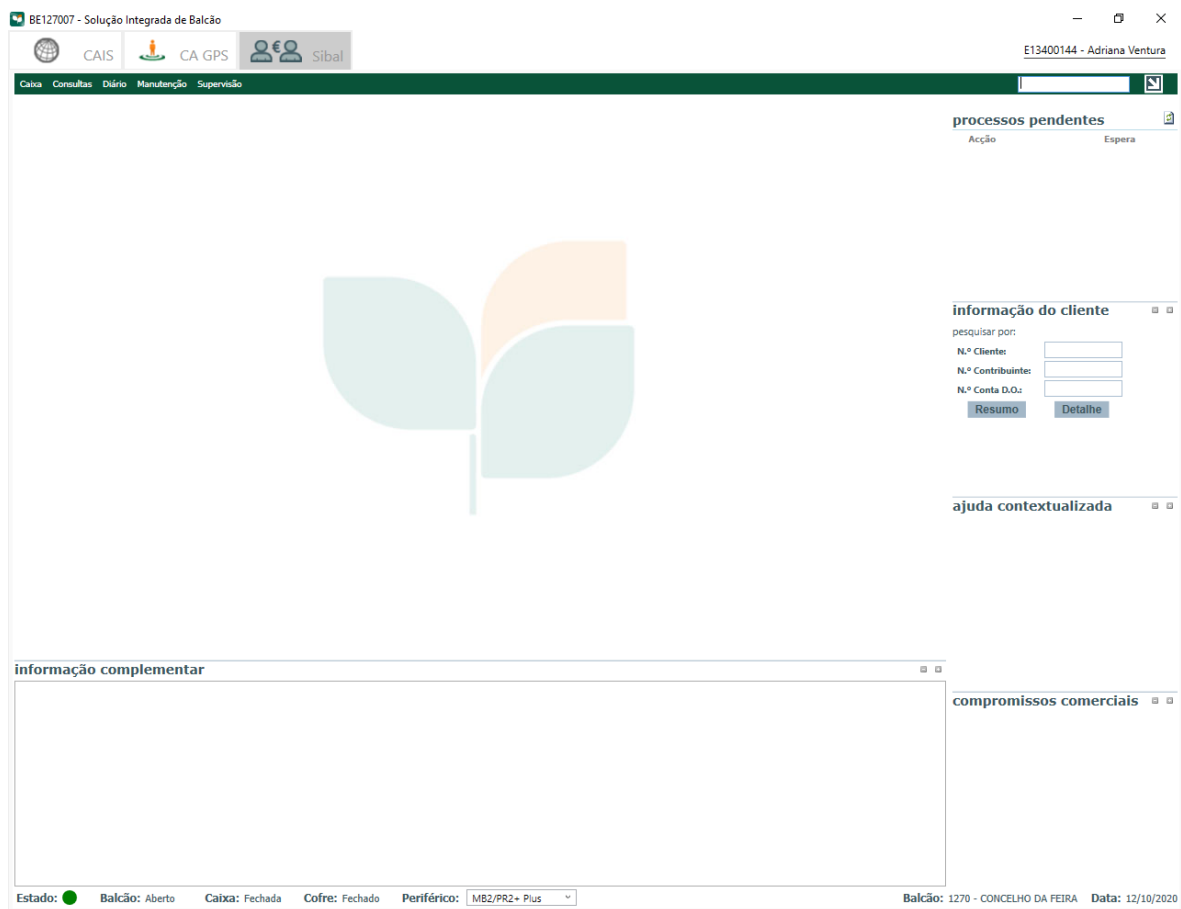 BE127007 - Solução Integrada de Balcão
CAIS CA GPS Sibal
E13400144 - Adriana Ventura
Caixa Consultas Diário Manutenção Supervisão
processos pendentes
Acção Espera
informação do cliente
pesquisar por:
N.º Cliente:
N.º Contribuinte:
N.º Conta D.O.:
Resumo Detalhe
ajuda contextualizada
informação complementar
compromissos comerciais
Estado: Balcão: Aberto Caixa: Fechada Cofre: Fechado Periférico: MB2/PR2+ Plus Balcão: 1270 - CONCELHO DA FEIRA Data: 12/10/2020